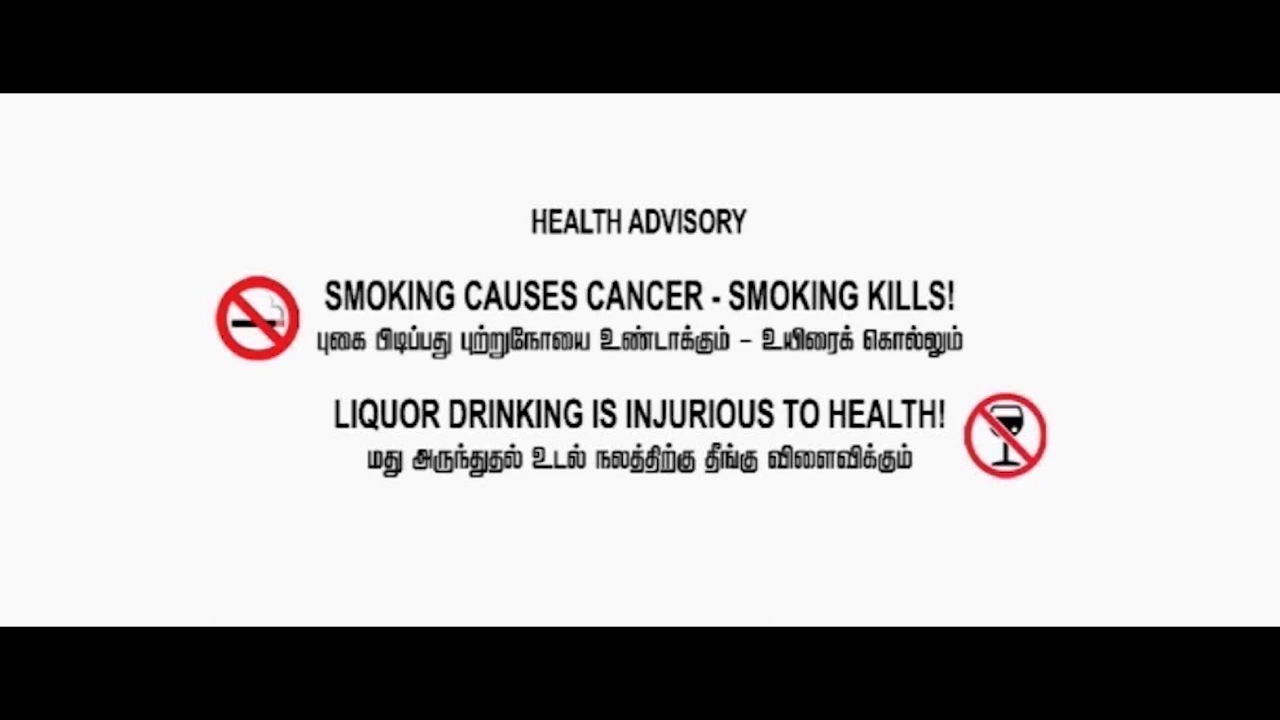 HEALTH ADVISORY
SMOKING CAUSES CANCER - SMOKING KILLS!
புகை பிடிப்பது புற்றுநோயை உண்டாக்கும் – உயிரைக் கொல்லும்
LIQUOR DRINKING IS INJURIOUS TO HEALTH!
மது அருந்துதல் உடல் நலத்திற்கு தீங்கு விளைவிக்கும்